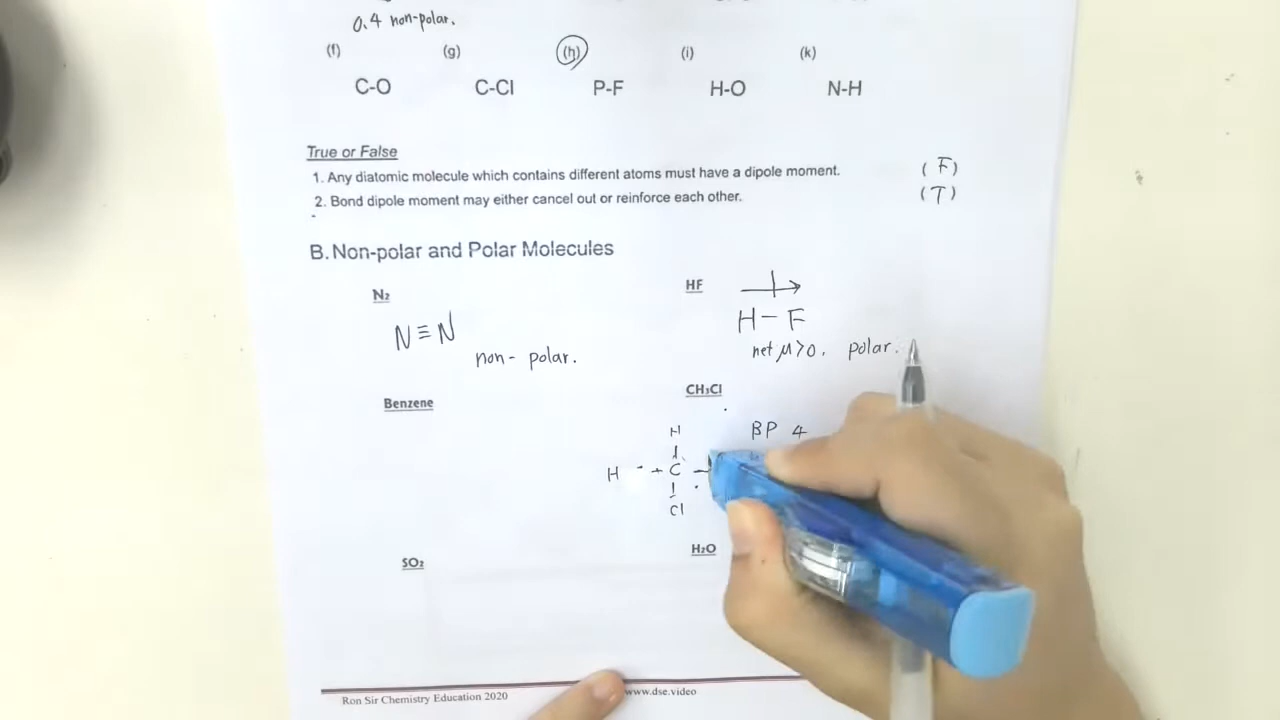 0.4 non-polar.
(f) (g) (h) (i) (k)
C-O C-Cl P-F H-O N-H
True or False
1. Any diatomic molecule which contains different atoms must have a dipole moment. (F)
2. Bond dipole moment may either cancel out or reinforce each other. (T)
B. Non-polar and Polar Molecules
N₂ HF
N≡N H-F
non-polar. net μ>0. polar.
Benzene CH₃Cl
H BP 4
H C
Cl
SO₂ H₂O
Ron Sir Chemistry Education 2020 www.dse.video